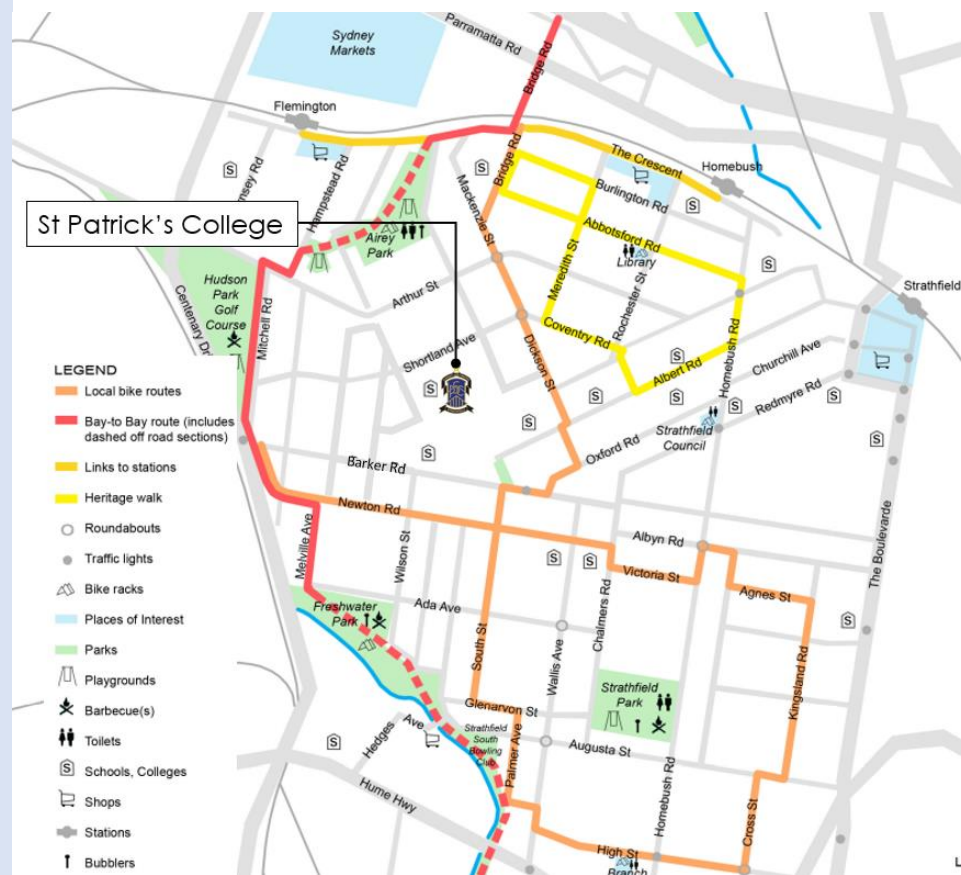 Sydney
Markets
Parramatta Rd
Bridge Rd
Flemington
The Crescent
Homebush
Bridge Rd
Hampstead Rd
Mackenzie St
Burlington Rd
St Patrick's College
Airey
Park
Abbotsford Rd
Library
Meredith St
Rochester St
Strathfield
Hudson
Park
Golf
Course
Centenary Dr
Mitchell Rd
Arthur St
Coventry Rd
Homebush Rd
Shortland Ave
Dickson St
Albert Rd
Churchill Ave
Redmyre Rd
Strathfield
Council
Oxford Rd
LEGEND
Local bike routes
Bay-to Bay route (includes
dashed off road sections)
Links to stations
Heritage walk
Roundabouts
Traffic lights
Bike racks
Places of Interest
Parks
Playgrounds
Barbecue(s)
Toilets
S Schools, Colleges
Shops
Stations
Bubblers
Barker Rd
Newton Rd
Albyn Rd
The Boulevarde
Melville Ave
Wilson St
Victoria St
Agnes St
Freshwater
Park
Ada Ave
South St
Wallis Ave
Chalmers Rd
Kingsland Rd
Strathfield
Park
Glenarvon St
Hedges Ave
Strathfield
South
Bowling
Club
Palmer Ave
Augusta St
Homebush Rd
Hume Hwy
Cross St
High St
Branch
L